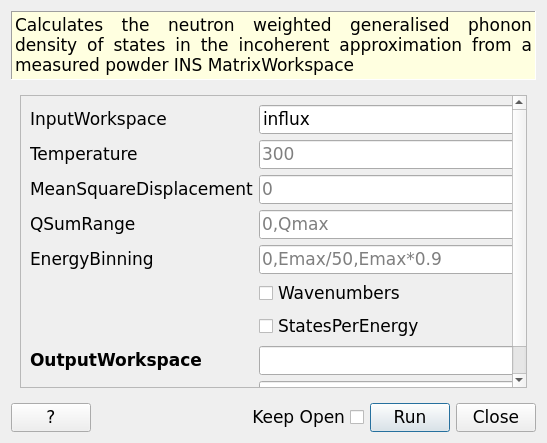 Calculates the neutron weighted generalised phonon
density of states in the incoherent approximation from a
measured powder INS MatrixWorkspace
InputWorkspace influx
Temperature 300
MeanSquareDisplacement 0
QSumRange 0,Qmax
EnergyBinning 0,Emax/50,Emax*0.9
Wavenumbers
StatesPerEnergy
OutputWorkspace
? Keep Open Run Close